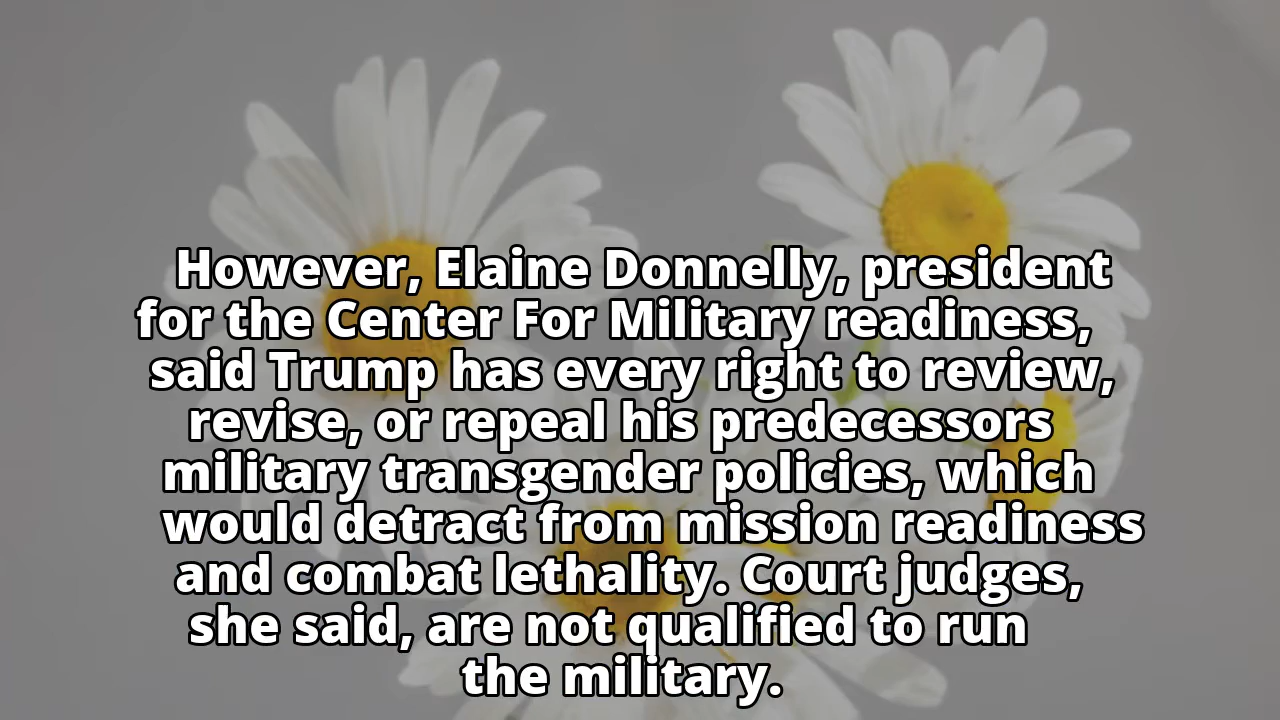 However, Elaine Donnelly, president
for the Center For Military readiness,
said Trump has every right to review,
revise, or repeal his predecessors
military transgender policies, which
would detract from mission readiness
and combat lethality. Court judges,
she said, are not qualified to run
the military.